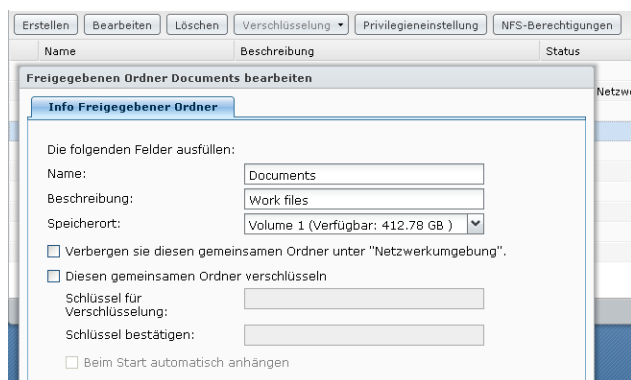 Erstellen Bearbeiten Löschen Verschlüsselung Privilegieneinstellung NFS-Berechtigungen
Name Beschreibung Status
Freigegebenen Ordner Documents bearbeiten
Info Freigegebener Ordner
Die folgenden Felder ausfüllen:
Name: Documents
Beschreibung: Work files
Speicherort: Volume 1 (Verfügbar: 412.78 GB )
Verbergen sie diesen gemeinsamen Ordner unter "Netzwerkumgebung".
Diesen gemeinsamen Ordner verschlüsseln
Schlüssel für
Verschlüsselung:
Schlüssel bestätigen:
Beim Start automatisch anhängen